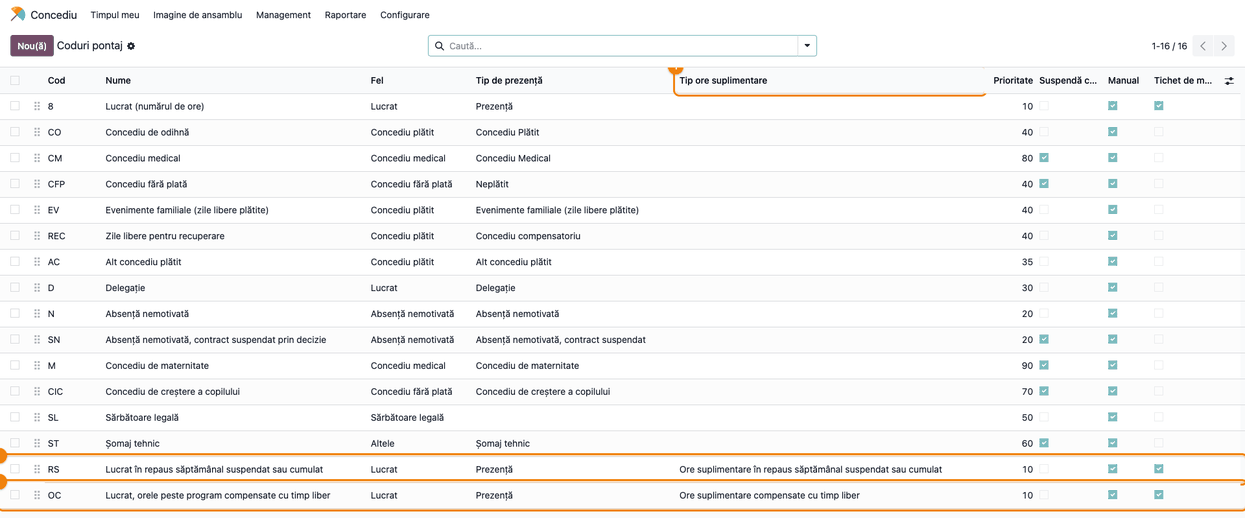 Concediu Timpul meu Imagine de ansamblu Management Raportare Configurare
Nou(ă) Coduri pontaj Caută... 1-16 / 16
Cod Nume Fel Tip de prezență Tip ore suplimentare Prioritate Suspendă c... Manual Tichet de m...
8 Lucrat (numărul de ore) Lucrat Prezență 10
CO Concediu de odihnă Concediu plătit Concediu Plătit 40
CM Concediu medical Concediu medical Concediu Medical 80
CFP Concediu fără plată Concediu fără plată Neplătit 40
EV Evenimente familiale (zile libere plătite) Concediu plătit Evenimente familiale (zile libere plătite) 40
REC Zile libere pentru recuperare Concediu plătit Concediu compensatoriu 40
AC Alt concediu plătit Concediu plătit Alt concediu plătit 35
D Delegație Lucrat Delegație 30
N Absență nemotivată Absență nemotivată Absență nemotivată 20
SN Absență nemotivată, contract suspendat prin decizie Absență nemotivată Absență nemotivată, contract suspendat 20
M Concediu de maternitate Concediu medical Concediu de maternitate 90
CIC Concediu de creștere a copilului Concediu fără plată Concediu de creștere a copilului 70
SL Sărbătoare legală Sărbătoare legală 50
ST Șomaj tehnic Altele Șomaj tehnic 60
RS Lucrat în repaus săptămânal suspendat sau cumulat Lucrat Prezență Ore suplimentare în repaus săptămânal suspendat sau cumulat 10
OC Lucrat, orele peste program compensate cu timp liber Lucrat Prezență Ore suplimentare compensate cu timp liber 10